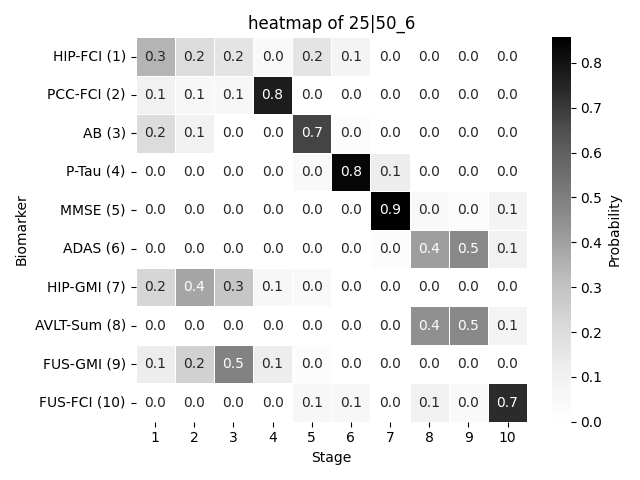 heatmap of 25|50_6
HIP-FCI (1) 0.3 0.2 0.2 0.0 0.2 0.1 0.0 0.0 0.0 0.0
PCC-FCI (2) 0.1 0.1 0.1 0.8 0.0 0.0 0.0 0.0 0.0 0.0
AB (3) 0.2 0.1 0.0 0.0 0.7 0.0 0.0 0.0 0.0 0.0
P-Tau (4) 0.0 0.0 0.0 0.0 0.0 0.8 0.1 0.0 0.0 0.0
MMSE (5) 0.0 0.0 0.0 0.0 0.0 0.0 0.9 0.0 0.0 0.1
ADAS (6) 0.0 0.0 0.0 0.0 0.0 0.0 0.0 0.4 0.5 0.1
HIP-GMI (7) 0.2 0.4 0.3 0.1 0.0 0.0 0.0 0.0 0.0 0.0
AVLT-Sum (8) 0.0 0.0 0.0 0.0 0.0 0.0 0.0 0.4 0.5 0.1
FUS-GMI (9) 0.1 0.2 0.5 0.1 0.0 0.0 0.0 0.0 0.0 0.0
FUS-FCI (10) 0.0 0.0 0.0 0.0 0.1 0.1 0.0 0.1 0.0 0.7
1 2 3 4 5 6 7 8 9 10
Stage
Biomarker
0.8
0.7
0.6
0.5
0.4
0.3
0.2
0.1
0.0
Probability